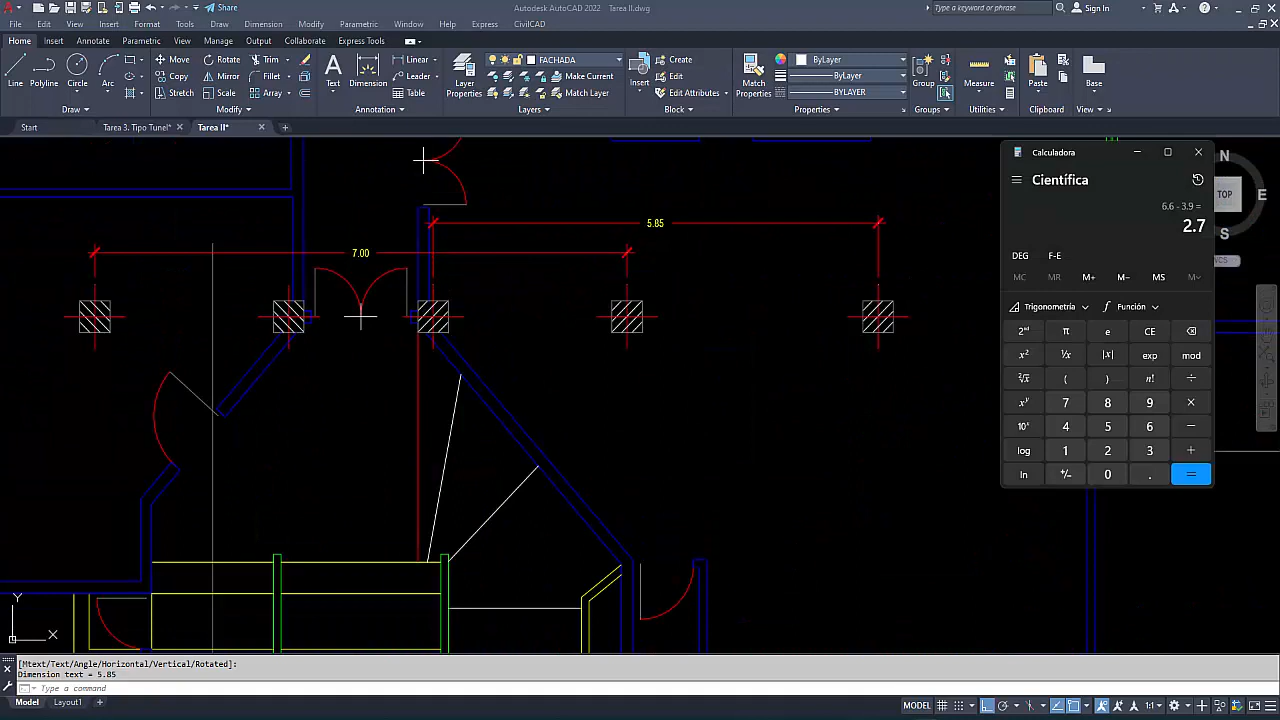 Share
Autodesk AutoCAD 2022 Tarea II.dwg
Type a keyword or phrase
Sign In
File Edit View Insert Format Tools Draw Dimension Modify Parametric Window Help Express CivilCAD
Home Insert Annotate Parametric View Manage Output Collaborate Express Tools
Line Polyline Circle Arc
Move Rotate Trim
Copy Mirror Fillet
Stretch Scale Array
Text Dimension
Linear
Leader
Table
Layer Properties
FACHADA
Make Current
Match Layer
Insert
Create
Edit
Edit Attributes
Match Properties
ByLayer
ByLayer
BYLAYER
Group
Measure
Paste
Base
Draw Modify Annotation Layers Block Properties Groups Utilities Clipboard View
Start Tarea 3. Tipo Tunel* Tarea II*
5.85
7.00
Calculadora
Científica
6.6 - 3.9 =
2.7
DEG F-E
MC MR M+ M- MS M
Trigonometría Función
2ⁿᵈ π e CE
x² ¹/x |x| exp mod
²√x ( ) n! ÷
xʸ 7 8 9 ×
10ˣ 4 5 6 −
log 1 2 3 +
ln +/- 0 . =
N
TOP
E
S
Y
X
[Mtext/Text/Angle/Horizontal/Vertical/Rotated]:
Dimension text = 5.85
Type a command
Model Layout1
MODEL
1:1